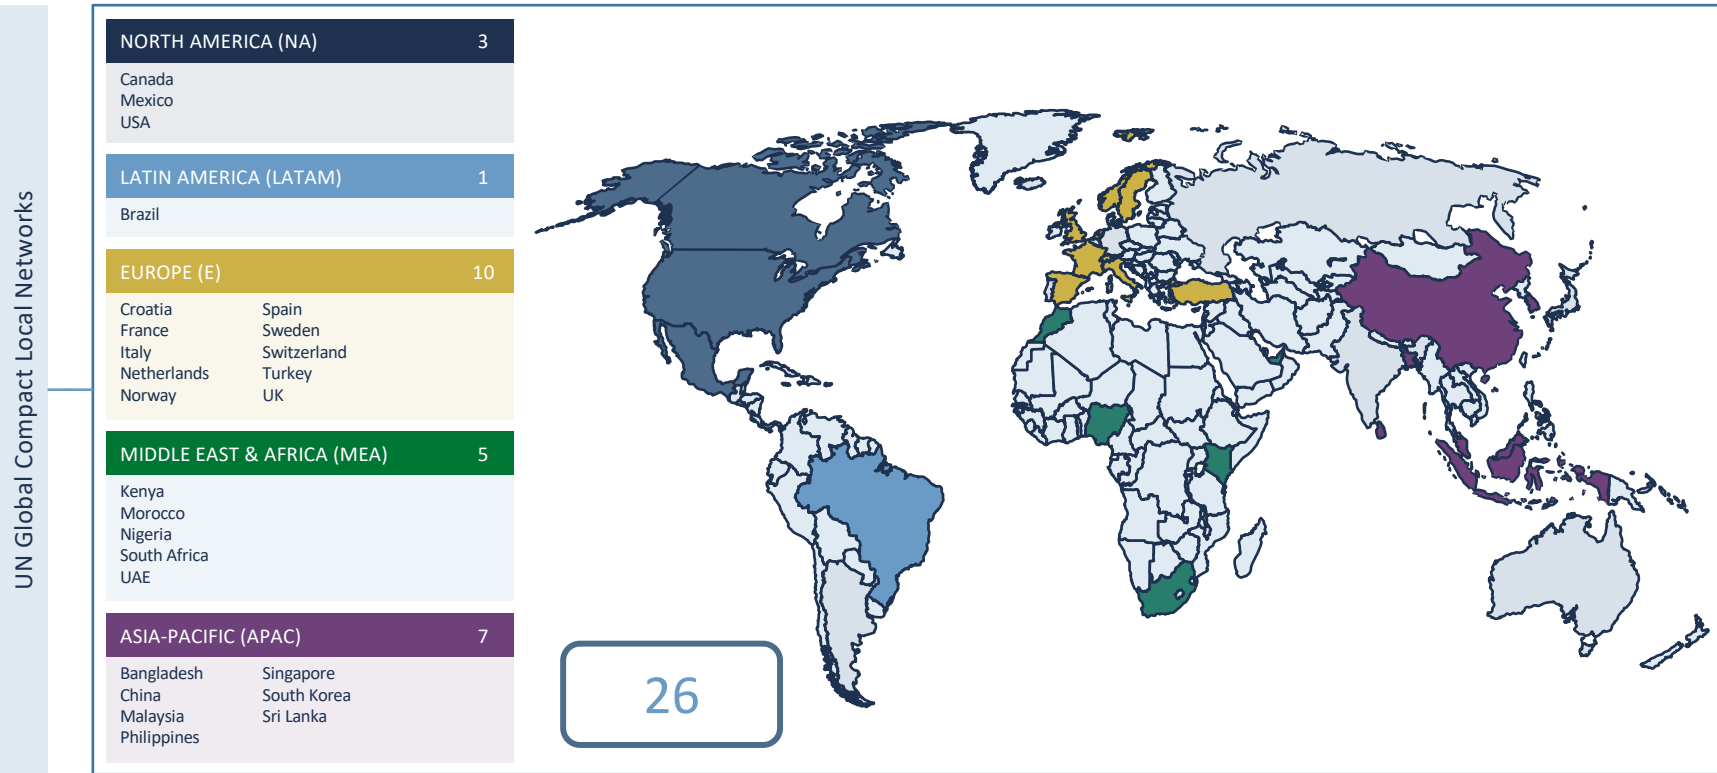 UN Global Compact Local Networks
NORTH AMERICA (NA) 3
Canada
Mexico
USA
LATIN AMERICA (LATAM) 1
Brazil
EUROPE (E) 10
Croatia Spain
France Sweden
Italy Switzerland
Netherlands Turkey
Norway UK
MIDDLE EAST & AFRICA (MEA) 5
Kenya
Morocco
Nigeria
South Africa
UAE
ASIA-PACIFIC (APAC) 7
Bangladesh Singapore
China South Korea
Malaysia Sri Lanka
Philippines
26